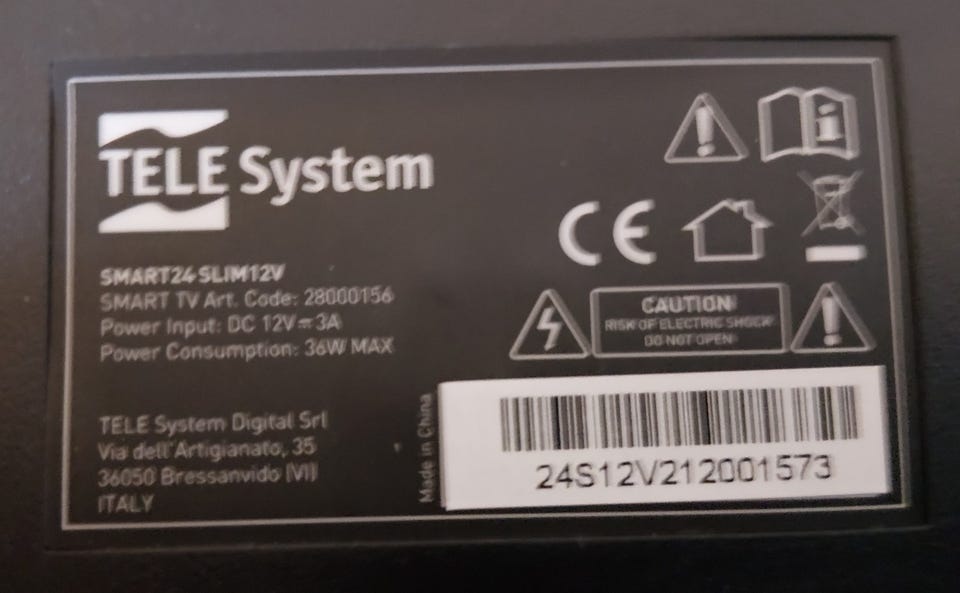 TELE System
SMART24 SLIM12V
SMART TV Art. Code: 28000156
Power Input: DC 12V⎓3A
Power Consumption: 36W MAX
TELE System Digital Srl
Via dell'Artigianato, 35
36050 Bressanvido (VI)
ITALY
CE
CAUTION
RISK OF ELECTRIC SHOCK
DO NOT OPEN
Made in China
24S12V212001573